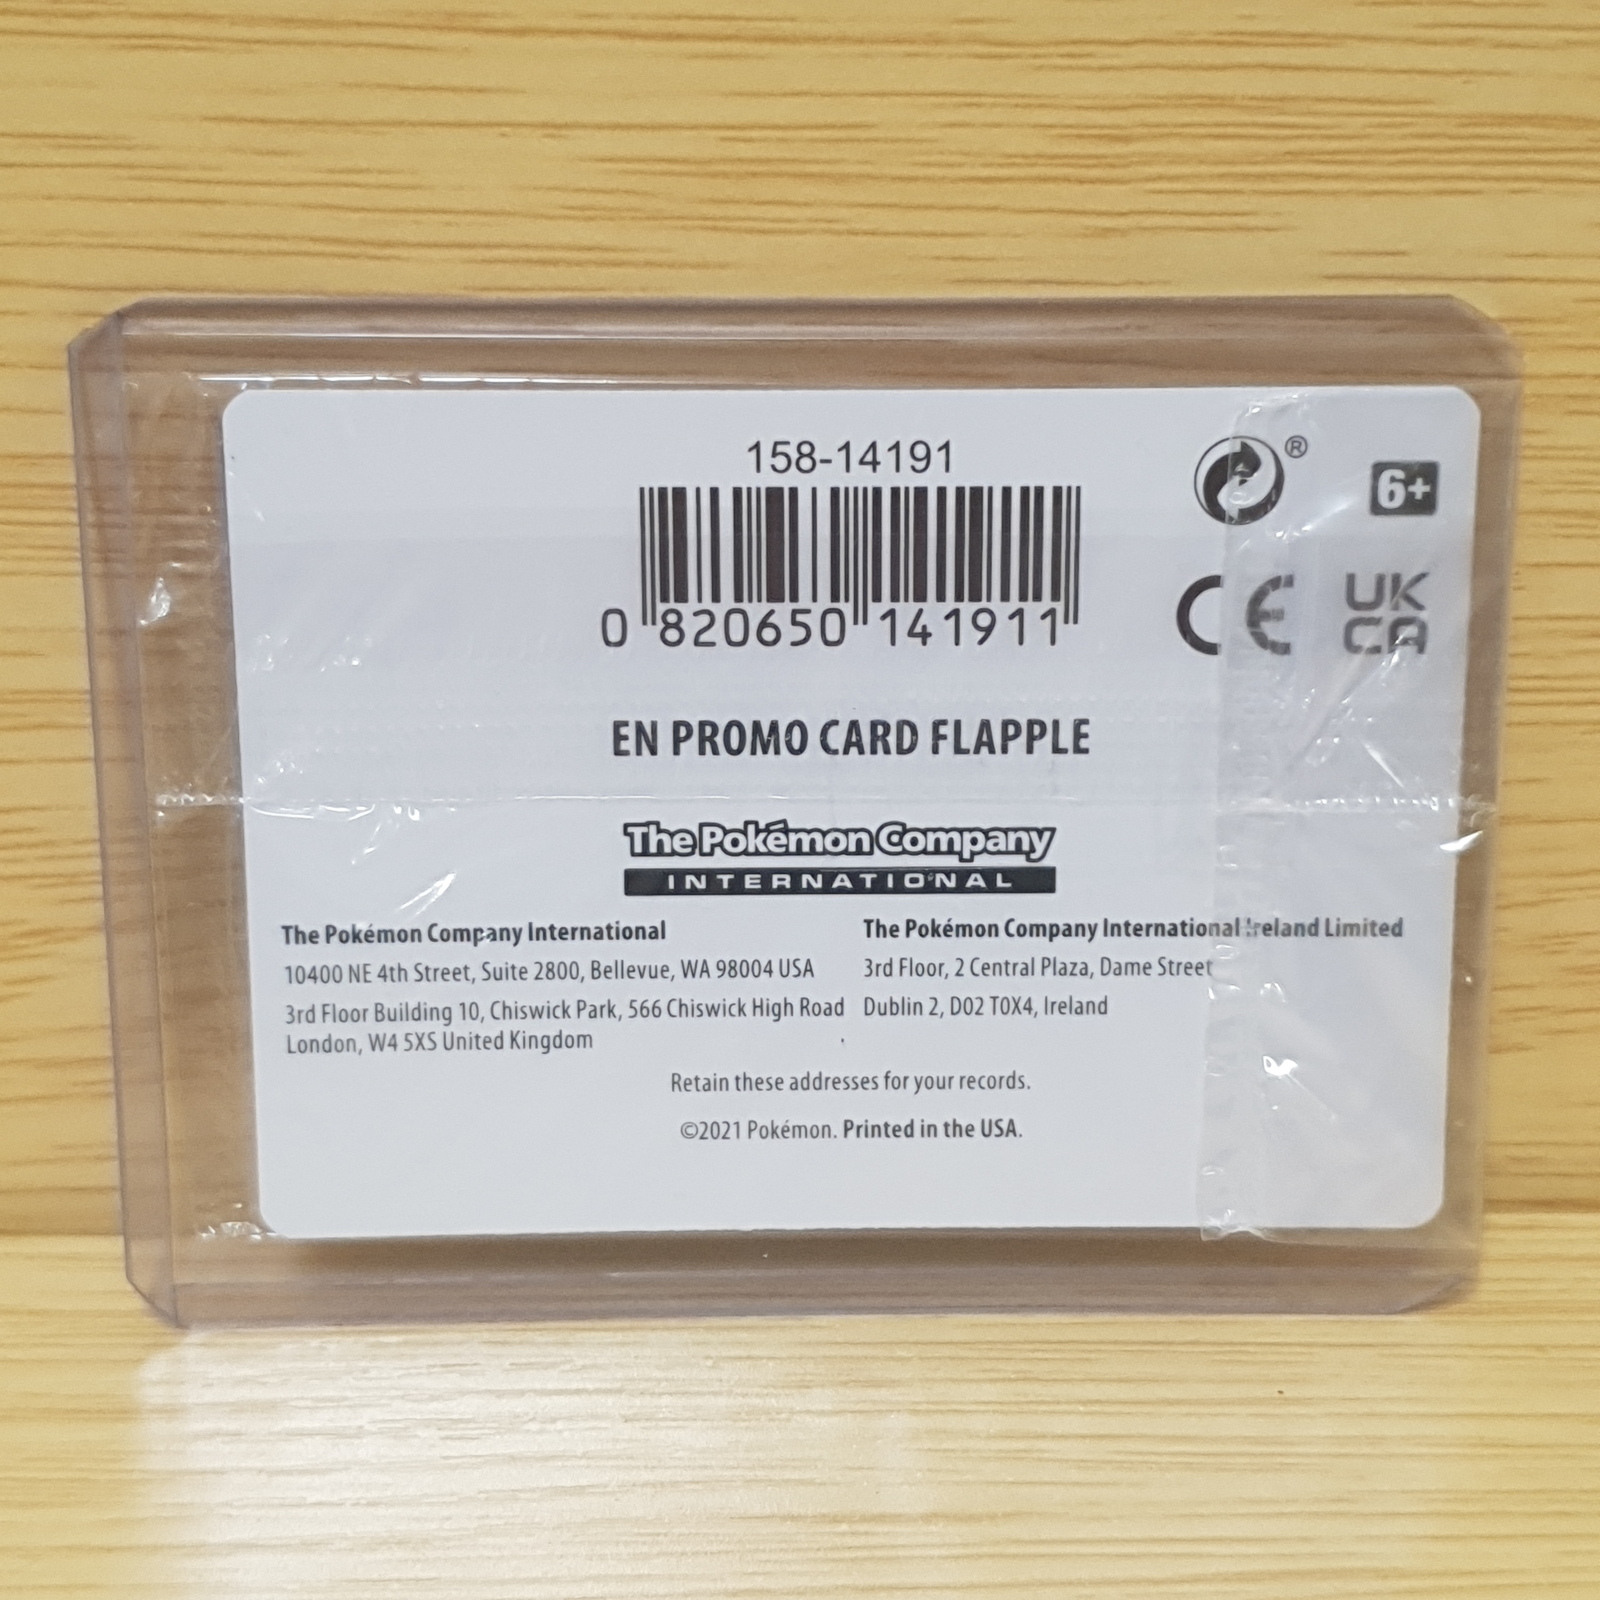 158-14191
®
6+
0 820650 141911
CE
UK
CA
EN PROMO CARD FLAPPLE
The Pokémon Company
INTERNATIONAL
The Pokémon Company International
10400 NE 4th Street, Suite 2800, Bellevue, WA 98004 USA
3rd Floor Building 10, Chiswick Park, 566 Chiswick High Road
London, W4 5XS United Kingdom
The Pokémon Company International Ireland Limited
3rd Floor, 2 Central Plaza, Dame Street
Dublin 2, D02 T0X4, Ireland
Retain these addresses for your records.
©2021 Pokémon. Printed in the USA.